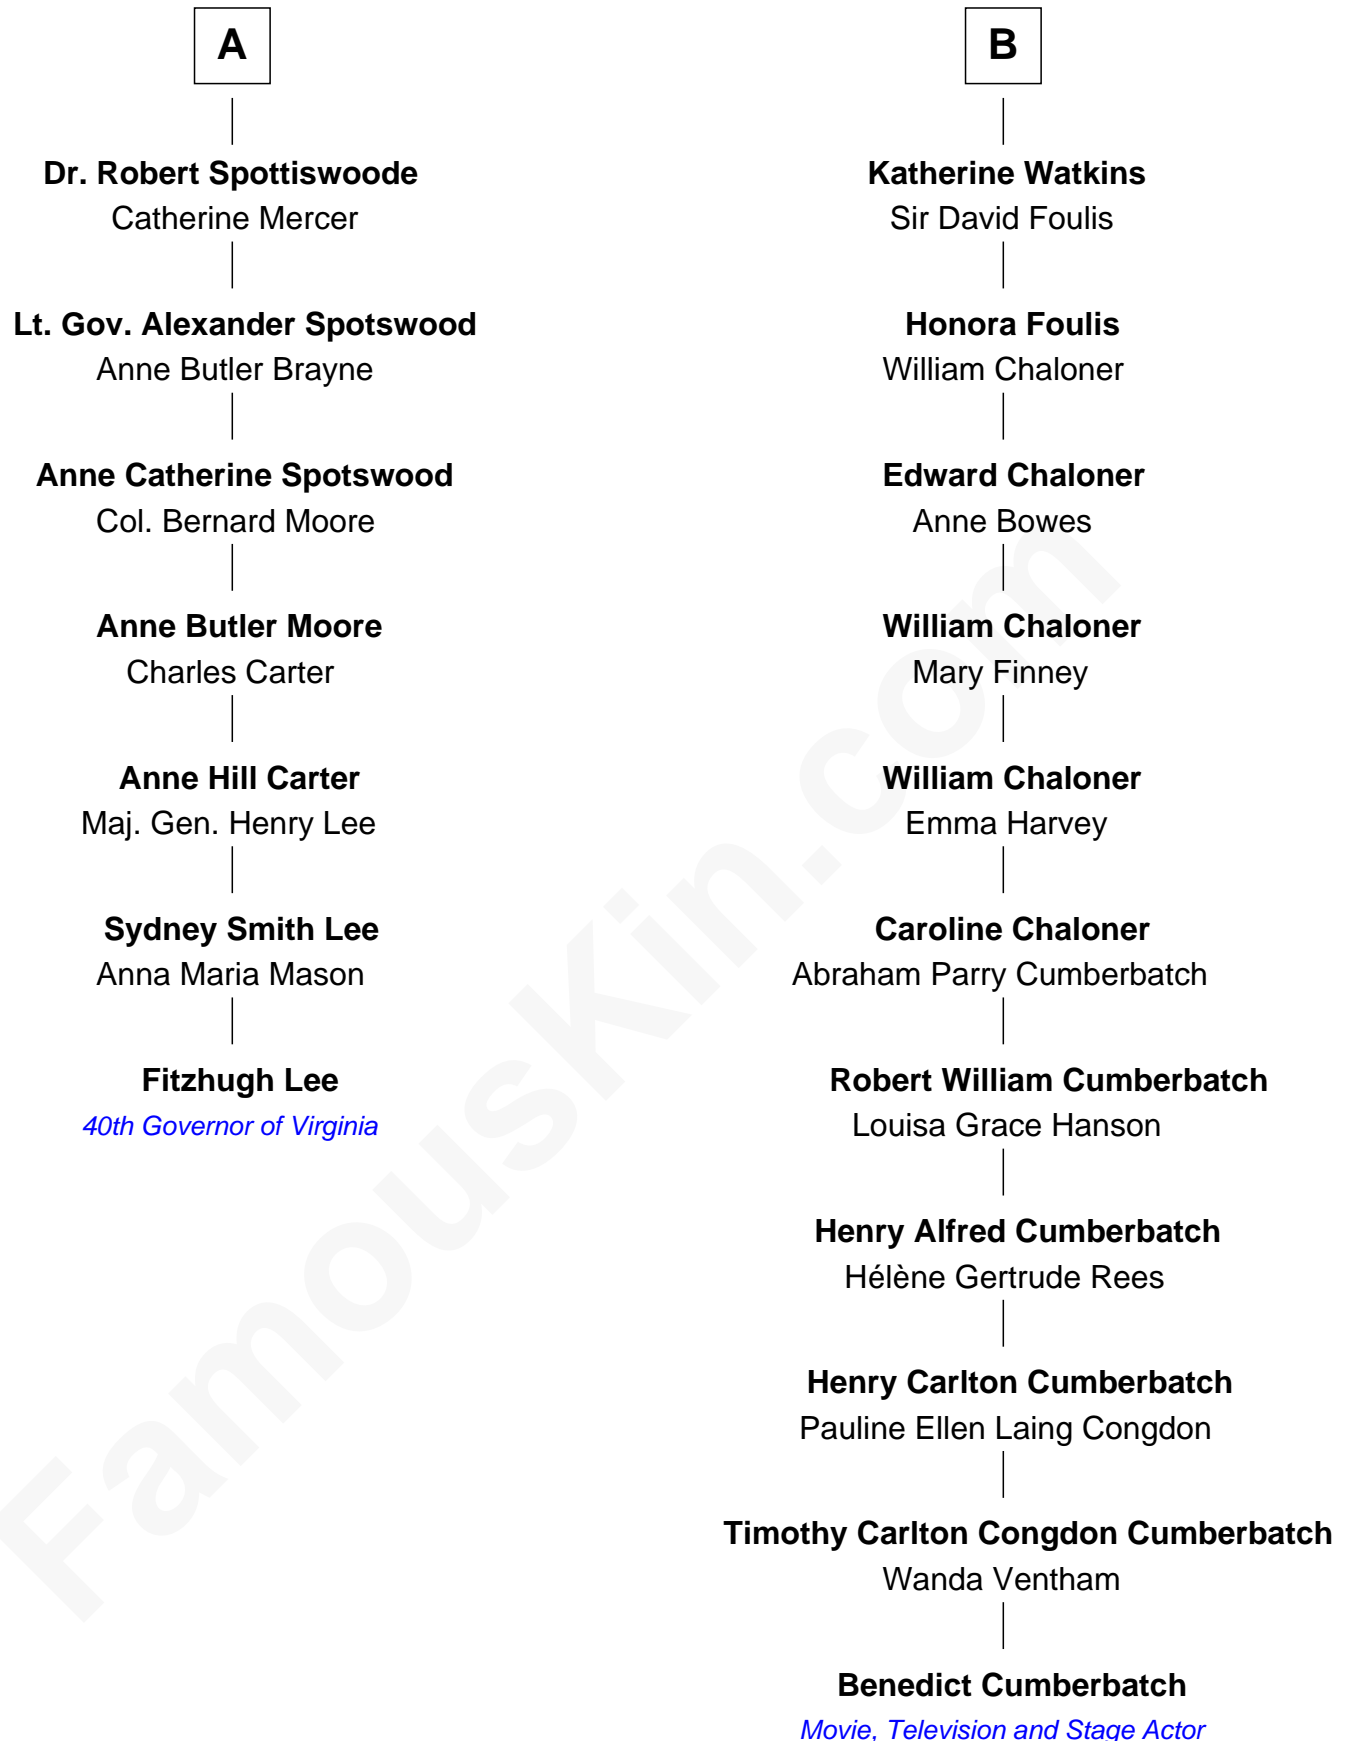 A
Dr. Robert Spottiswoode
Catherine Mercer
Lt. Gov. Alexander Spotswood
Anne Butler Brayne
Anne Catherine Spotswood
Col. Bernard Moore
Anne Butler Moore
Charles Carter
Anne Hill Carter
Maj. Gen. Henry Lee
Sydney Smith Lee
Anna Maria Mason
Fitzhugh Lee
40th Governor of Virginia
B
Katherine Watkins
Sir David Foulis
Honora Foulis
William Chaloner
Edward Chaloner
Anne Bowes
William Chaloner
Mary Finney
William Chaloner
Emma Harvey
Caroline Chaloner
Abraham Parry Cumberbatch
Robert William Cumberbatch
Louisa Grace Hanson
Henry Alfred Cumberbatch
Hélène Gertrude Rees
Henry Carlton Cumberbatch
Pauline Ellen Laing Congdon
Timothy Carlton Congdon Cumberbatch
Wanda Ventham
Benedict Cumberbatch
Movie, Television and Stage Actor
FamousKin.com